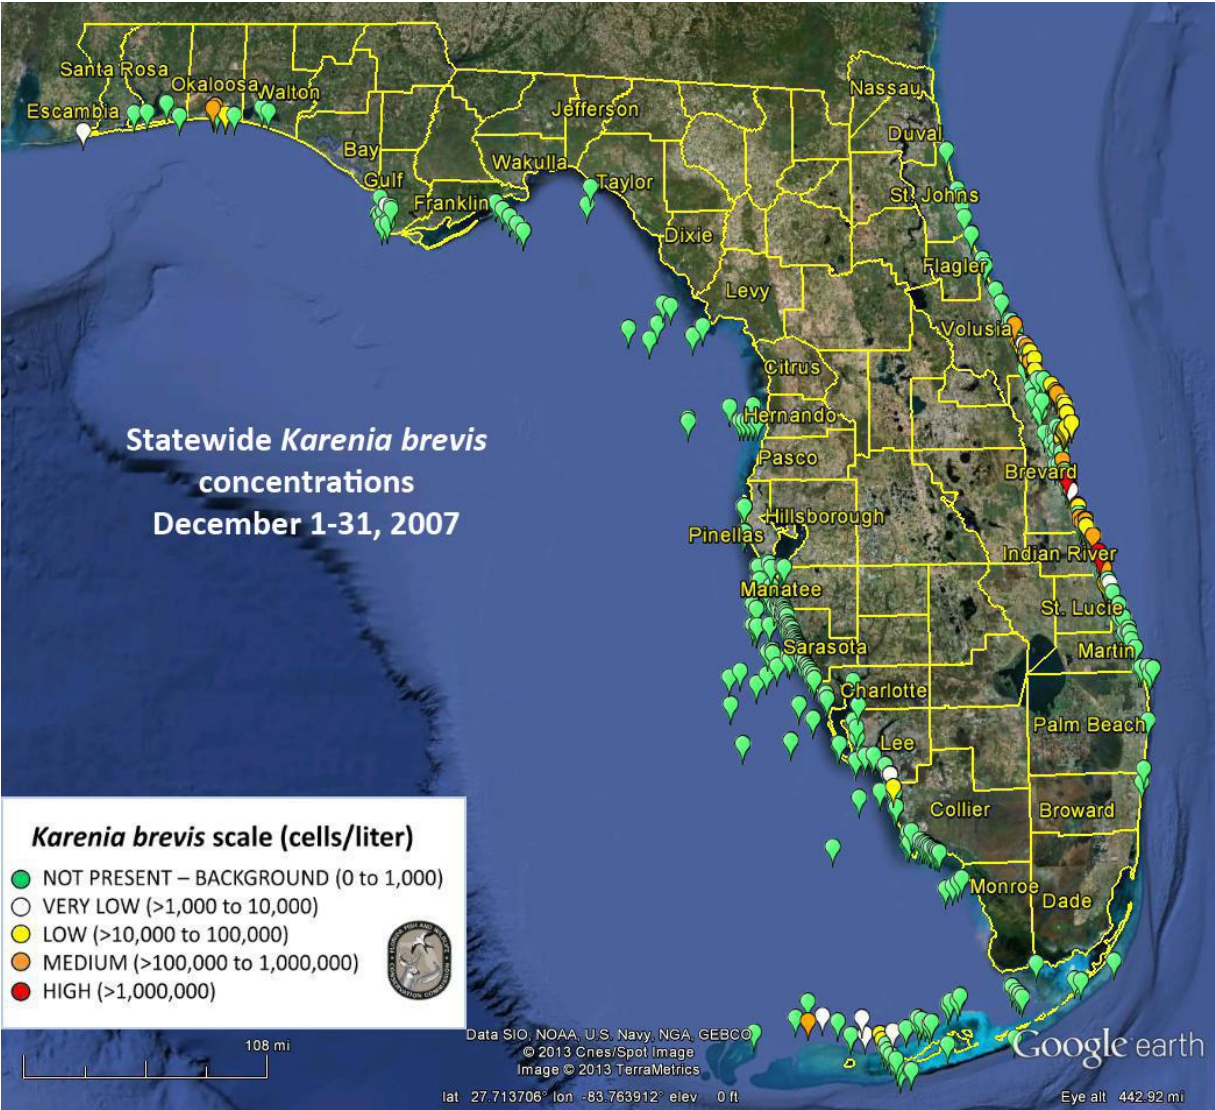 Santa Rosa
Okaloosa
Walton
Escambia
Jefferson
Nassau
Duval
Bay
Wakulla
Gulf
Taylor
Franklin
St. Johns
Dixie
Flagler
Levy
Volusia
Citrus
Hernando
Statewide Karenia brevis
concentrations
December 1-31, 2007
Pasco
Brevard
Hillsborough
Pinellas
Indian River
Manatee
St. Lucie
Sarasota
Martin
Charlotte
Palm Beach
Lee
Collier
Broward
Monroe
Dade
Karenia brevis scale (cells/liter)
NOT PRESENT – BACKGROUND (0 to 1,000)
VERY LOW (>1,000 to 10,000)
LOW (>10,000 to 100,000)
MEDIUM (>100,000 to 1,000,000)
HIGH (>1,000,000)
FLORIDA FISH AND WILDLIFE
CONSERVATION COMMISSION
108 mi
Data SIO, NOAA, U.S. Navy, NGA, GEBCO
© 2013 Cnes/Spot Image
Image © 2013 TerraMetrics
Google earth
lat 27.713706° lon -83.763912° elev 0 ft
Eye alt 442.92 mi